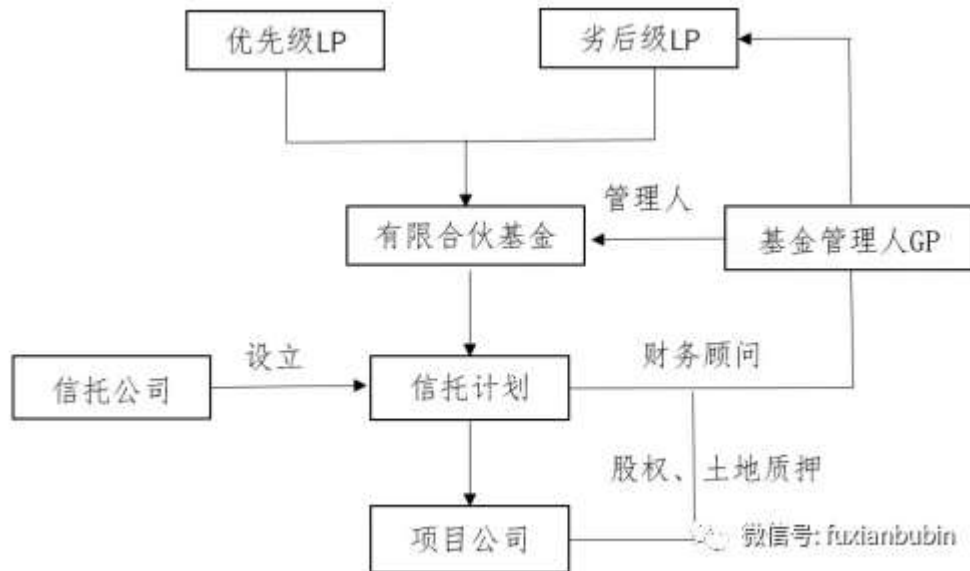 优先级LP
劣后级LP
管理人
有限合伙基金
基金管理人GP
设立
财务顾问
信托公司
信托计划
股权、土地质押
项目公司
微信号: fuxianbubin